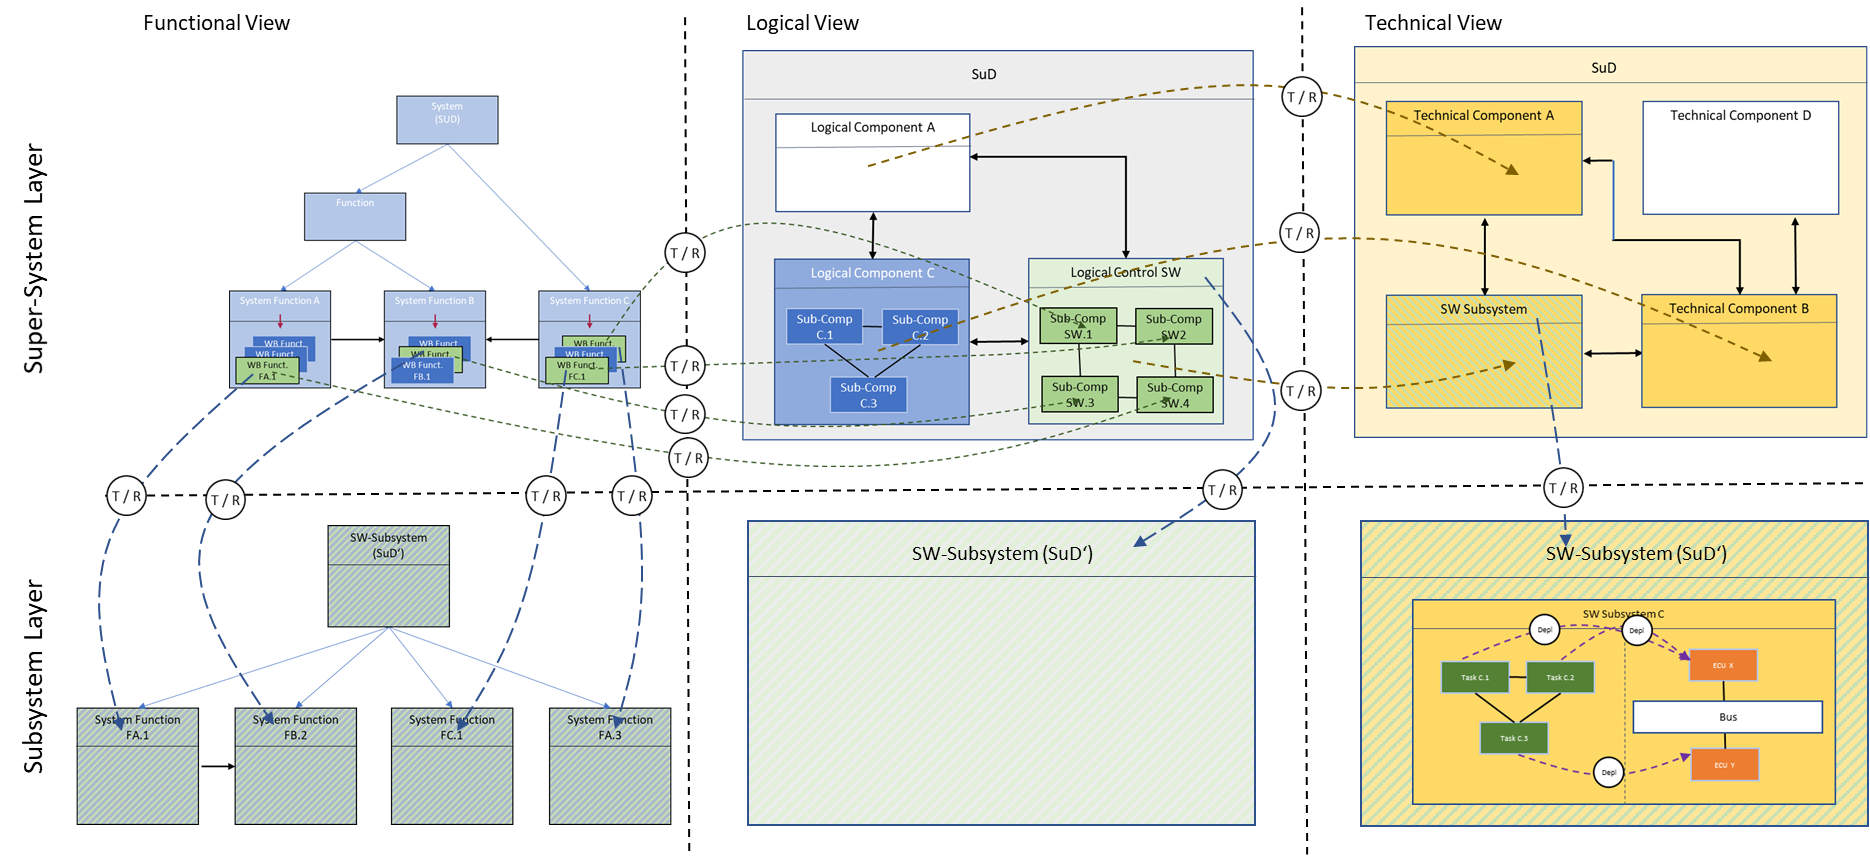 Functional View
Logical View
Technical View
Super-System Layer
Subsystem Layer
System
(SUD)
Function
System Function A
WB Funct.
WB Funct.
WB Funct.
FA.1
System Function B
WB Funct.
WB Funct.
WB Funct.
FB.1
System Function C
WB Funct.
WB Funct.
WB Funct.
FC.1
T / R
T / R
T / R
T / R
SuD
Logical Component A
Logical Component C
Sub-Comp
C.1
Sub-Comp
C.2
Sub-Comp
C.3
Logical Control SW
Sub-Comp
SW.1
Sub-Comp
SW2
Sub-Comp
SW.3
Sub-Comp
SW.4
T / R
T / R
T / R
SuD
Technical Component A
Technical Component D
SW Subsystem
Technical Component B
T / R
T / R
T / R
T / R
T / R
T / R
SW-Subsystem
(SuD‘)
System Function
FA.1
System Function
FB.2
System Function
FC.1
System Function
FA.3
SW-Subsystem (SuD‘)
SW-Subsystem (SuD‘)
SW Subsystem C
Depl
Depl
Task C.1
Task C.2
Task C.3
ECU X
Bus
ECU Y
Depl